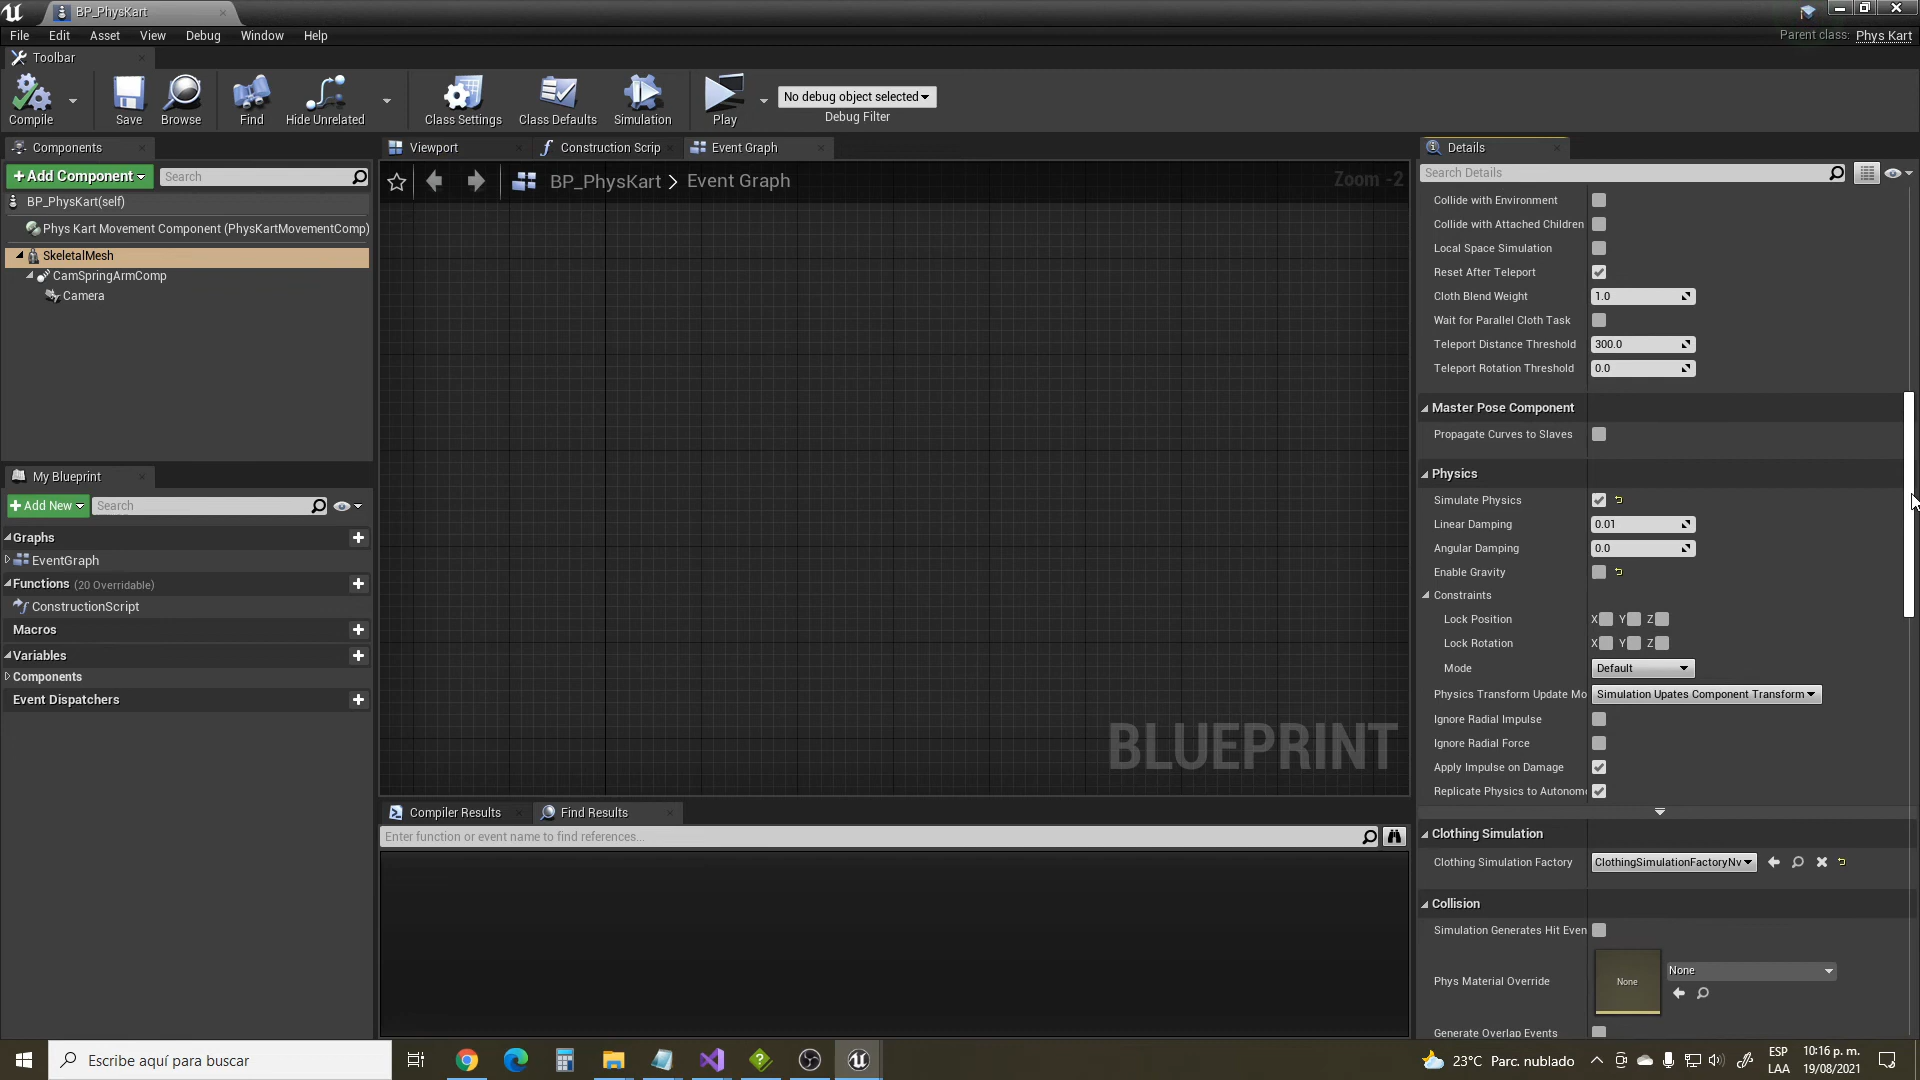 BP_PhysKart
File Edit Asset View Debug Window Help
Parent class: Phys Kart
Toolbar
Compile
Save
Browse
Find
Hide Unrelated
Class Settings
Class Defaults
Simulation
Play
No debug object selected
Debug Filter
Components
+Add Component
Search
BP_PhysKart(self)
Phys Kart Movement Component (PhysKartMovementComp)
SkeletalMesh
CamSpringArmComp
Camera
My Blueprint
+Add New
Search
Graphs
EventGraph
Functions (20 Overridable)
ConstructionScript
Macros
Variables
Components
Event Dispatchers
Viewport
Construction Scrip
Event Graph
BP_PhysKart > Event Graph
Zoom -2
BLUEPRINT
Compiler Results
Find Results
Enter function or event name to find references...
Details
Search Details
Collide with Environment
Collide with Attached Children
Local Space Simulation
Reset After Teleport
Cloth Blend Weight 1.0
Wait for Parallel Cloth Task
Teleport Distance Threshold 300.0
Teleport Rotation Threshold 0.0
Master Pose Component
Propagate Curves to Slaves
Physics
Simulate Physics
Linear Damping 0.01
Angular Damping 0.0
Enable Gravity
Constraints
Lock Position X Y Z
Lock Rotation X Y Z
Mode Default
Physics Transform Update Mo Simulation Upates Component Transform
Ignore Radial Impulse
Ignore Radial Force
Apply Impulse on Damage
Replicate Physics to Autonom
Clothing Simulation
Clothing Simulation Factory ClothingSimulationFactoryNv
Collision
Simulation Generates Hit Even
Phys Material Override None None
Generate Overlap Events
Escribe aquí para buscar
23°C Parc. nublado
ESP
LAA
10:16 p. m.
19/08/2021